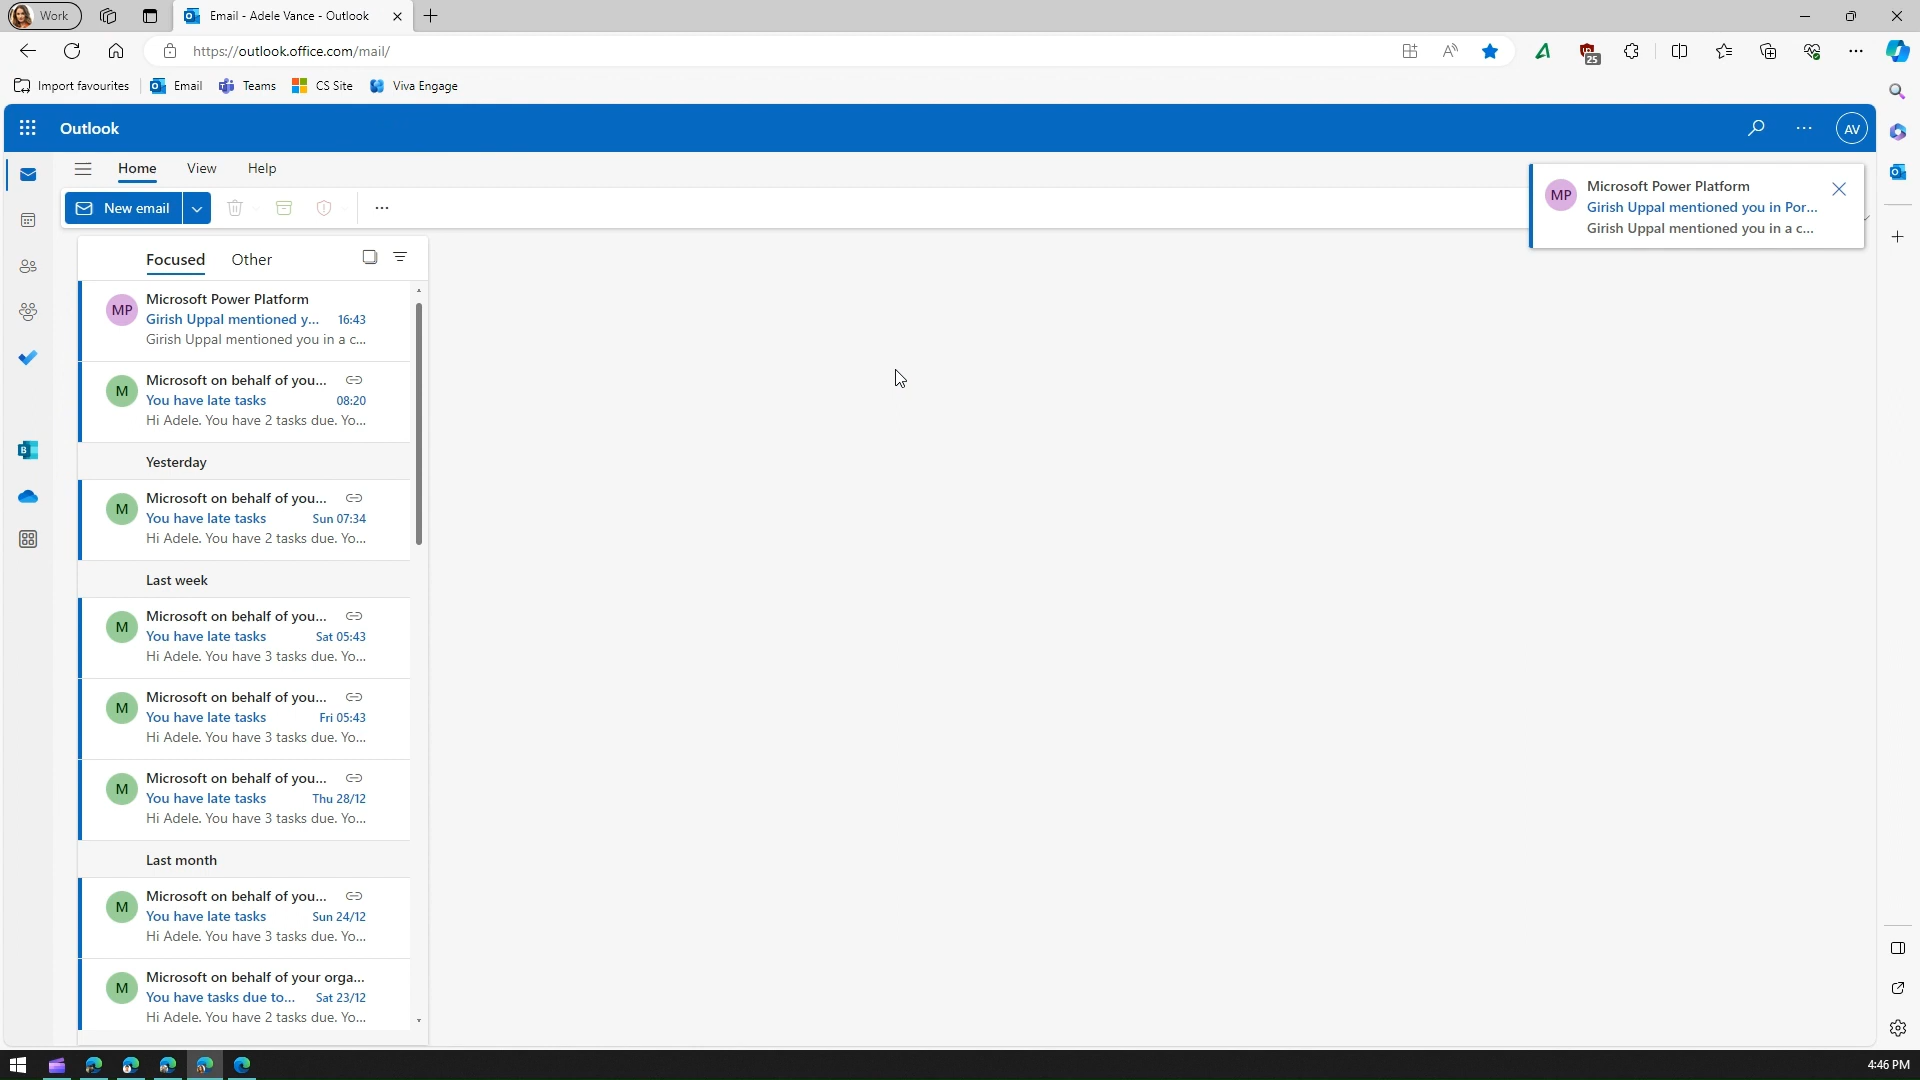 Work
Email - Adele Vance - Outlook
https://outlook.office.com/mail/
25
Import favourites
Email
Teams
CS Site
Viva Engage
Outlook
AV
Home
View
Help
New email
MP
Microsoft Power Platform
Girish Uppal mentioned you in Por...
Girish Uppal mentioned you in a c...
Focused
Other
MP
Microsoft Power Platform
Girish Uppal mentioned y... 16:43
Girish Uppal mentioned you in a c...
M
Microsoft on behalf of you...
You have late tasks 08:20
Hi Adele. You have 2 tasks due. Yo...
Yesterday
M
Microsoft on behalf of you...
You have late tasks Sun 07:34
Hi Adele. You have 2 tasks due. Yo...
Last week
M
Microsoft on behalf of you...
You have late tasks Sat 05:43
Hi Adele. You have 3 tasks due. Yo...
M
Microsoft on behalf of you...
You have late tasks Fri 05:43
Hi Adele. You have 3 tasks due. Yo...
M
Microsoft on behalf of you...
You have late tasks Thu 28/12
Hi Adele. You have 3 tasks due. Yo...
Last month
M
Microsoft on behalf of you...
You have late tasks Sun 24/12
Hi Adele. You have 3 tasks due. Yo...
M
Microsoft on behalf of your orga...
You have tasks due to... Sat 23/12
Hi Adele. You have 2 tasks due. Yo...
4:46 PM